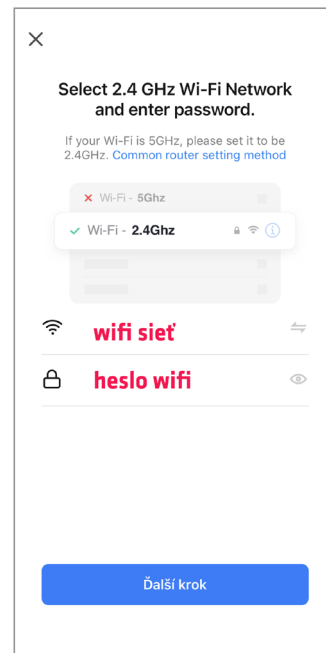 Select 2.4 GHz Wi-Fi Network
and enter password.
If your Wi-Fi is 5GHz, please set it to be
2.4GHz. Common router setting method
Wi-Fi - 5Ghz
Wi-Fi - 2.4Ghz
wifi sieť
heslo wifi
Ďalší krok